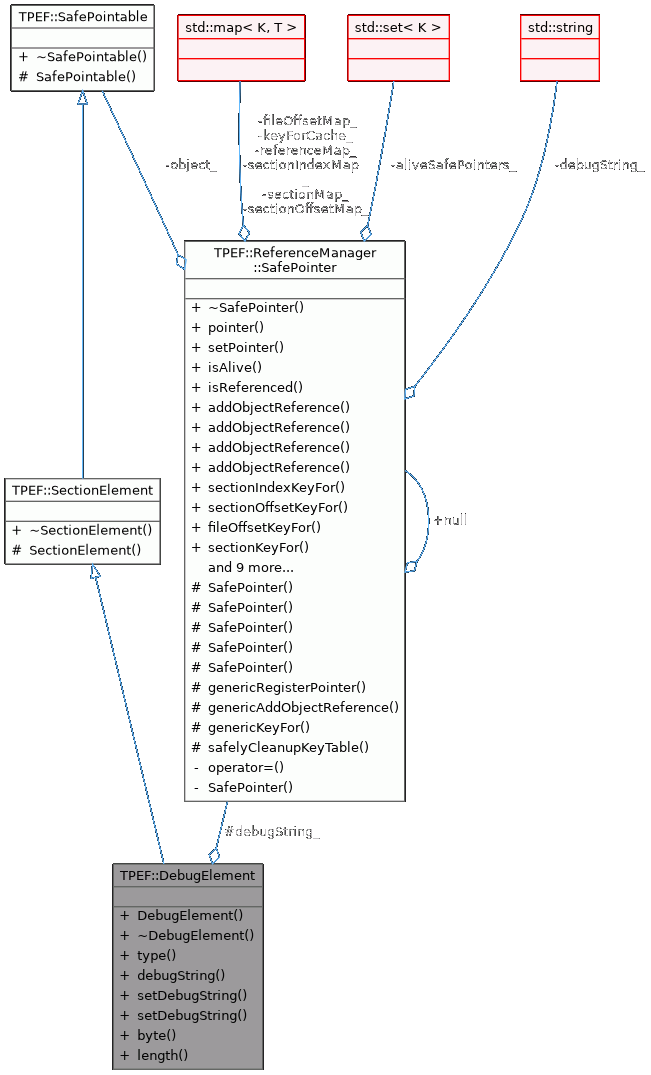 TPEF::SafePointable
+ ~SafePointable()
# SafePointable()
std::map< K, T >
std::set< K >
std::string
-object_
-fileOffsetMap_
-keyForCache_
-referenceMap_
-sectionIndexMap
_
-sectionMap_
-sectionOffsetMap_
-aliveSafePointers_
-debugString_
TPEF::ReferenceManager
::SafePointer
+ ~SafePointer()
+ pointer()
+ setPointer()
+ isAlive()
+ isReferenced()
+ addObjectReference()
+ addObjectReference()
+ addObjectReference()
+ addObjectReference()
+ sectionIndexKeyFor()
+ sectionOffsetKeyFor()
+ fileOffsetKeyFor()
+ sectionKeyFor()
and 9 more...
# SafePointer()
# SafePointer()
# SafePointer()
# SafePointer()
# SafePointer()
# genericRegisterPointer()
# genericAddObjectReference()
# genericKeyFor()
# safelyCleanupKeyTable()
- operator=()
- SafePointer()
+null
TPEF::SectionElement
+ ~SectionElement()
# SectionElement()
#debugString_
TPEF::DebugElement
+ DebugElement()
+ ~DebugElement()
+ type()
+ debugString()
+ setDebugString()
+ setDebugString()
+ byte()
+ length()